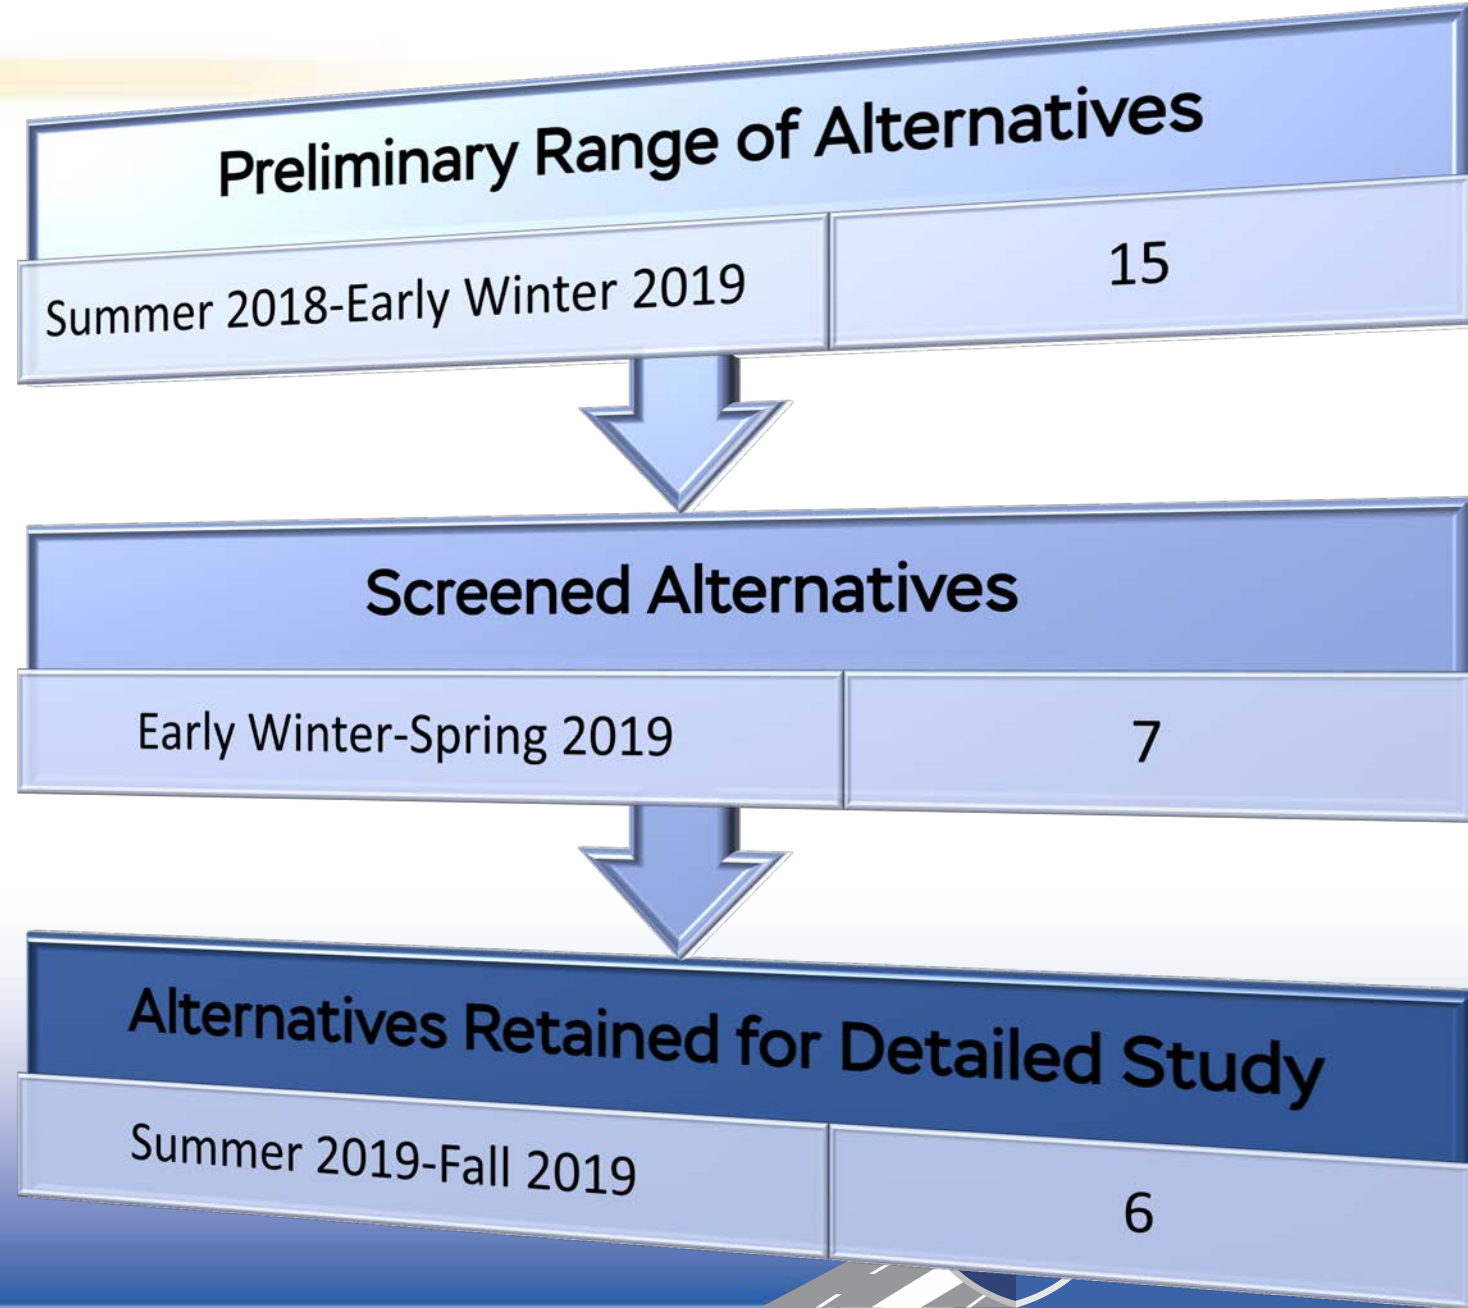 Preliminary Range of Alternatives
Summer 2018-Early Winter 2019
15
Screened Alternatives
Early Winter-Spring 2019
7
Alternatives Retained for Detailed Study
Summer 2019-Fall 2019
6